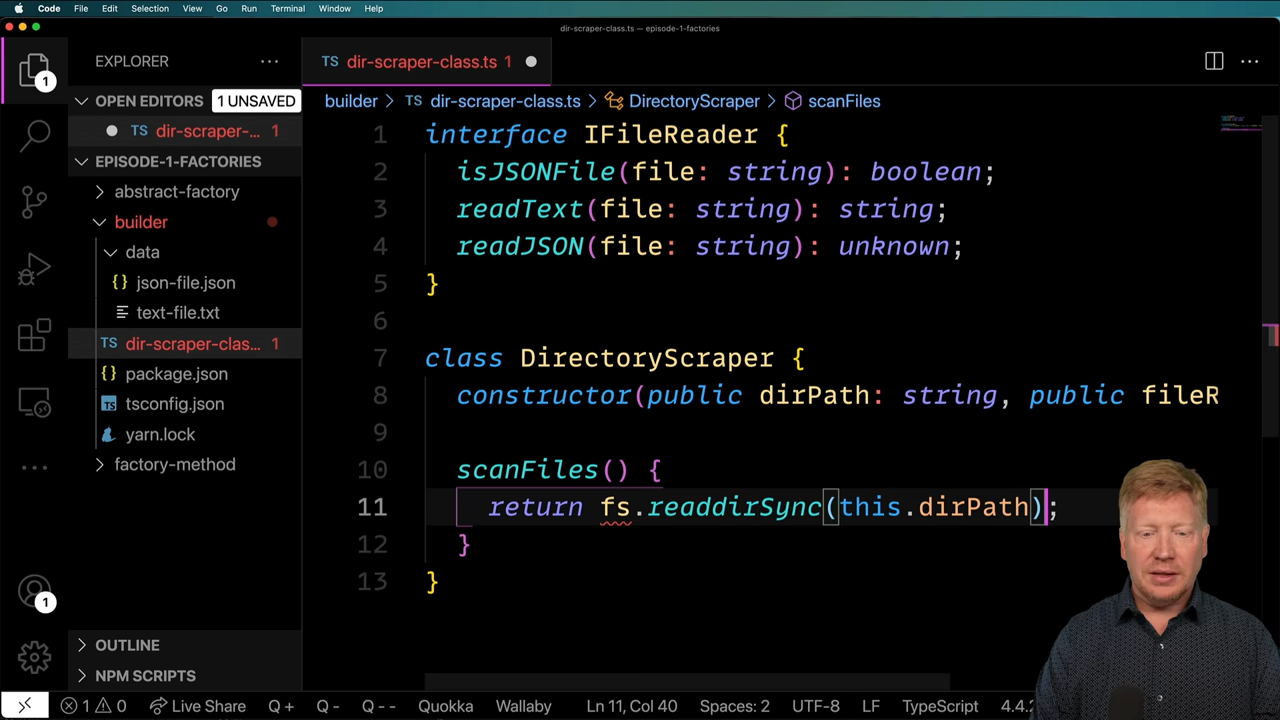 Code File Edit Selection View Go Run Terminal Window Help
dir-scraper-class.ts — episode-1-factories
EXPLORER
TS dir-scraper-class.ts 1
1
OPEN EDITORS 1 UNSAVED
TS dir-scraper-... 1
EPISODE-1-FACTORIES
abstract-factory
builder
data
{} json-file.json
text-file.txt
TS dir-scraper-clas... 1
{} package.json
TS tsconfig.json
yarn.lock
factory-method
1
OUTLINE
NPM SCRIPTS
builder > TS dir-scraper-class.ts > DirectoryScraper > scanFiles
1 interface IFileReader {
2 isJSONFile(file: string): boolean;
3 readText(file: string): string;
4 readJSON(file: string): unknown;
5 }
6
7 class DirectoryScraper {
8 constructor(public dirPath: string, public fileR
9
10 scanFiles() {
11 return fs.readdirSync(this.dirPath);
12 }
13 }
1 0 Live Share Q + Q - Q -- Quokka Wallaby Ln 11, Col 40 Spaces: 2 UTF-8 LF TypeScript 4.4.